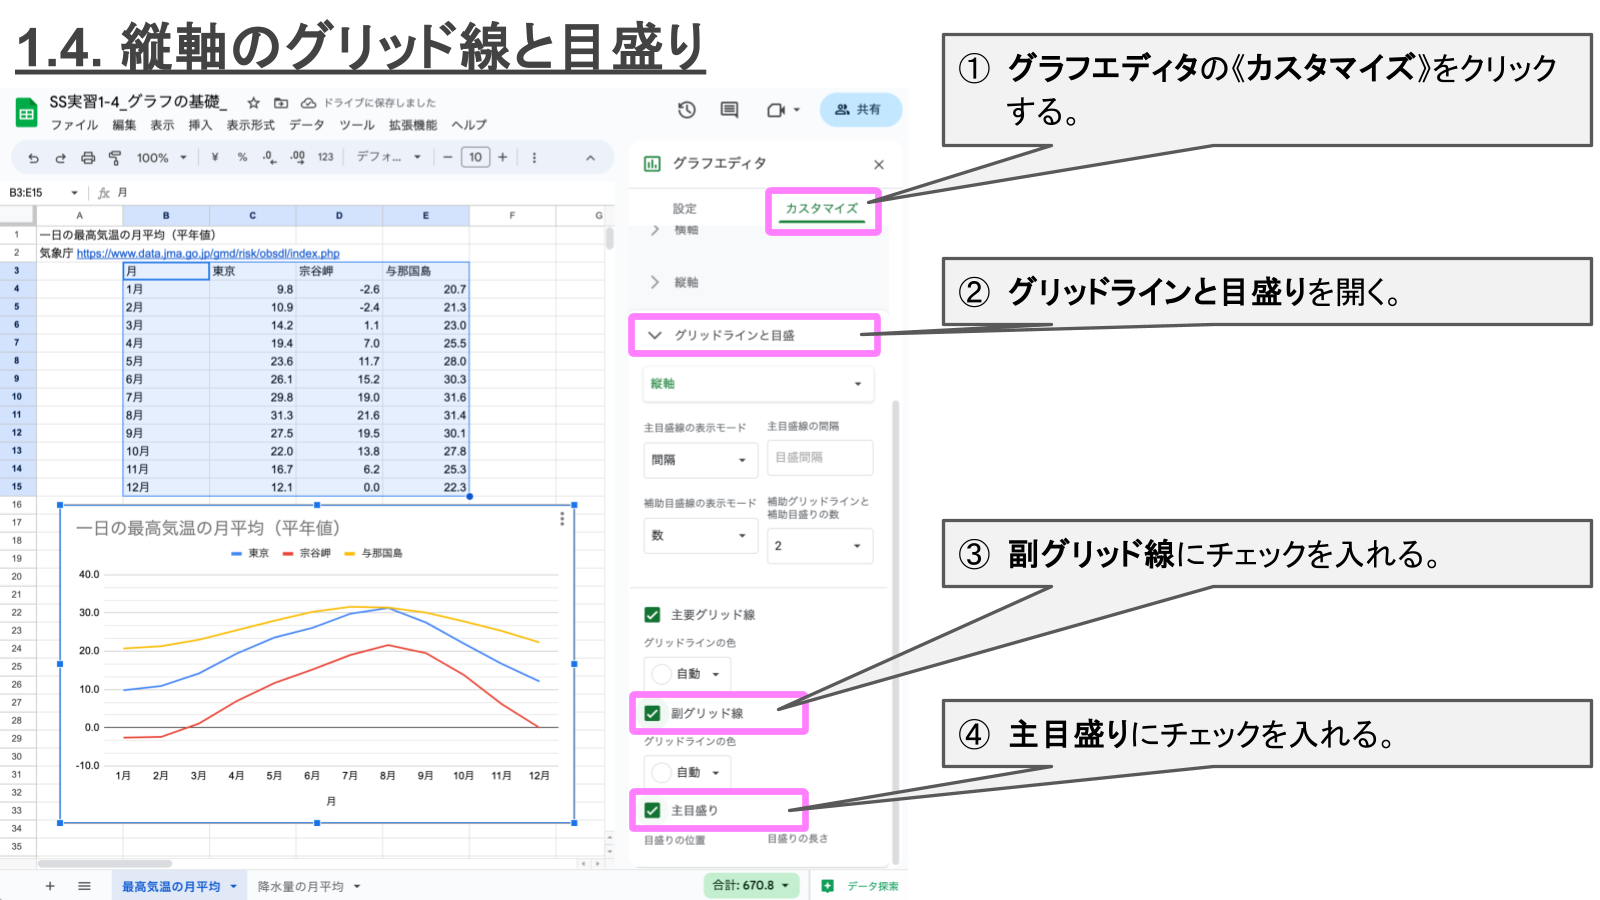 1.4. 縦軸のグリッド線と目盛り
SS実習1-4_グラフの基礎_
ドライブに保存しました
ファイル 編集 表示 挿入 表示形式 データ ツール 拡張機能 ヘルプ
共有
100% ¥ % .0 .00 123 デフォ... − 10 +
B3:E15 fx 月
A B C D E F G
1 一日の最高気温の月平均（平年値）
2 気象庁 https://www.data.jma.go.jp/gmd/risk/obsdl/index.php
3 月 東京 宗谷岬 与那国島
4 1月 9.8 -2.6 20.7
5 2月 10.9 -2.4 21.3
6 3月 14.2 1.1 23.0
7 4月 19.4 7.0 25.5
8 5月 23.6 11.7 28.0
9 6月 26.1 15.2 30.3
10 7月 29.8 19.0 31.6
11 8月 31.3 21.6 31.4
12 9月 27.5 19.5 30.1
13 10月 22.0 13.8 27.8
14 11月 16.7 6.2 25.3
15 12月 12.1 0.0 22.3
16
17
18
19
20
21
22
23
24
25
26
27
28
29
30
31
32
33
34
35
一日の最高気温の月平均（平年値）
東京 宗谷岬 与那国島
40.0
30.0
20.0
10.0
0.0
-10.0
1月 2月 3月 4月 5月 6月 7月 8月 9月 10月 11月 12月
月
最高気温の月平均 降水量の月平均
合計: 670.8
データ探索
グラフエディタ
設定 カスタマイズ
横軸
縦軸
グリッドラインと目盛
縦軸
主目盛線の表示モード 主目盛線の間隔
間隔 目盛間隔
補助目盛線の表示モード 補助グリッドラインと
補助目盛りの数
数 2
主要グリッド線
グリッドラインの色
自動
副グリッド線
グリッドラインの色
自動
主目盛り
目盛りの位置 目盛りの長さ
① グラフエディタの《カスタマイズ》をクリック
する。
② グリッドラインと目盛りを開く。
③ 副グリッド線にチェックを入れる。
④ 主目盛りにチェックを入れる。